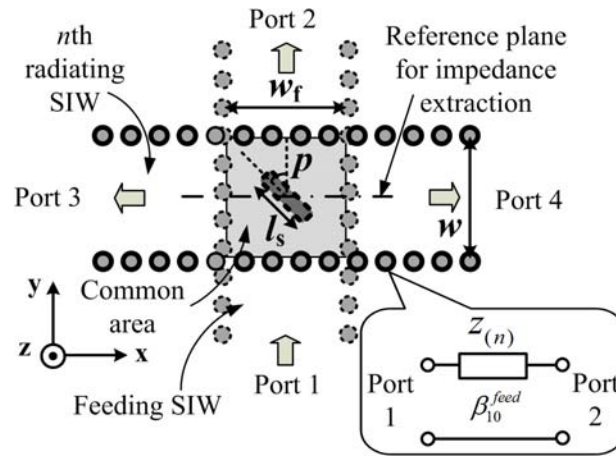 Port 2
nth
radiating
SIW
w_f
Reference plane
for impedance
extraction
p
Port 3
Port 4
l_s
w
y
Common
area
z
x
Port 1
Feeding SIW
z_(n)
Port
1
β_10^feed
Port
2